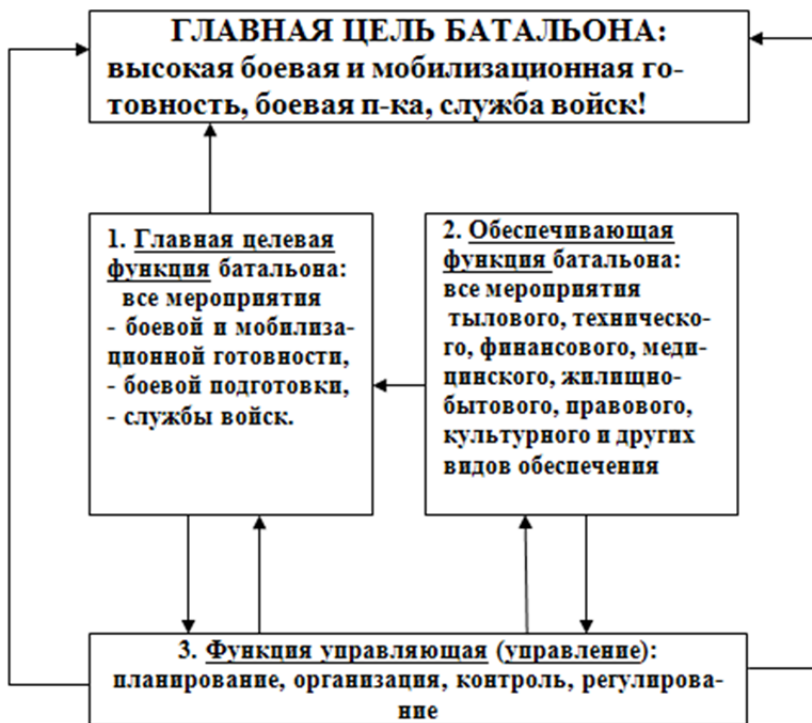 ГЛАВНАЯ ЦЕЛЬ БАТАЛЬОНА:
высокая боевая и мобилизационная го-
товность, боевая п-ка, служба войск!
1. Главная целевая
функция батальона:
все мероприятия
- боевой и мобилиза-
ционной готовности,
- боевой подготовки,
- службы войск.
2. Обеспечивающая
функция батальона:
все мероприятия
тылового, техническо-
го, финансового, меди-
цинского, жилищно-
бытового, правового,
культурного и других
видов обеспечения
3. Функция управляющая (управление):
планирование, организация, контроль, регулирова-
ние